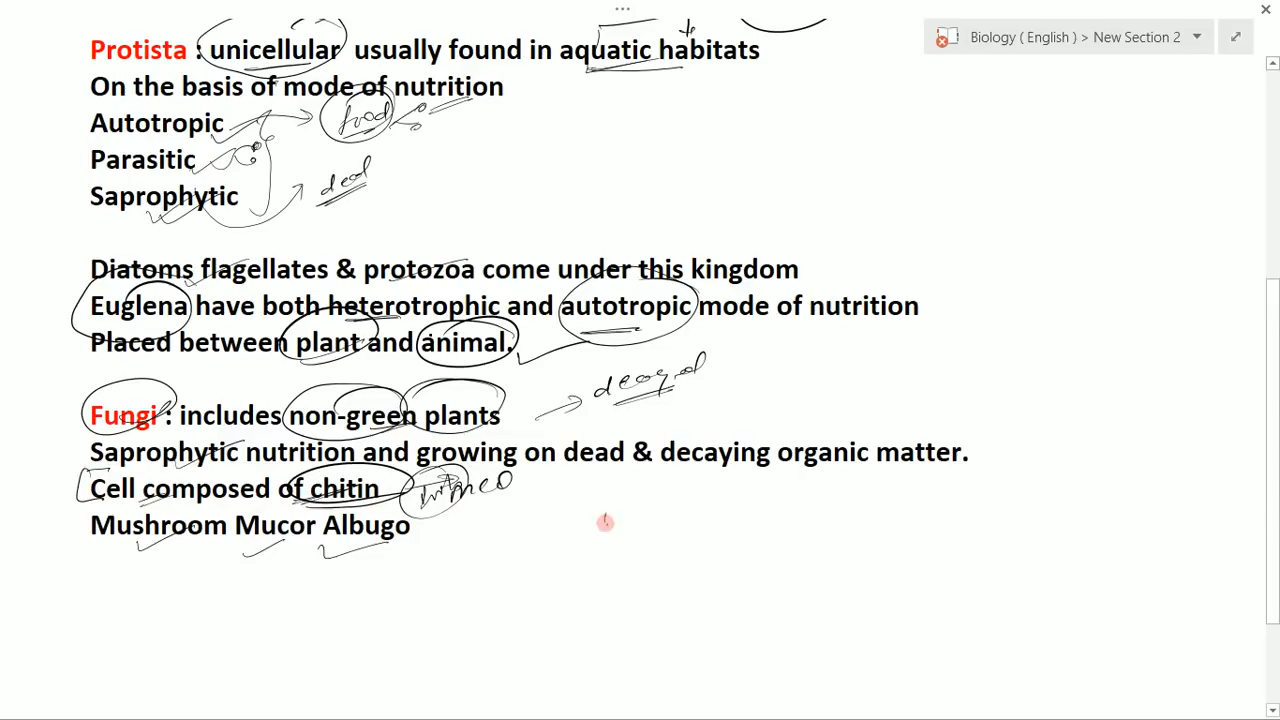 Biology ( English ) > New Section 2
Protista : unicellular usually found in aquatic habitats
On the basis of mode of nutrition
Autotropic
food
Parasitic
Saprophytic
dead
Diatoms flagellates & protozoa come under this kingdom
Euglena have both heterotrophic and autotropic mode of nutrition
Placed between plant and animal.
Fungi : includes non-green plants
Saprophytic nutrition and growing on dead & decaying organic matter.
Cell composed of chitin
Mushroom Mucor Albugo